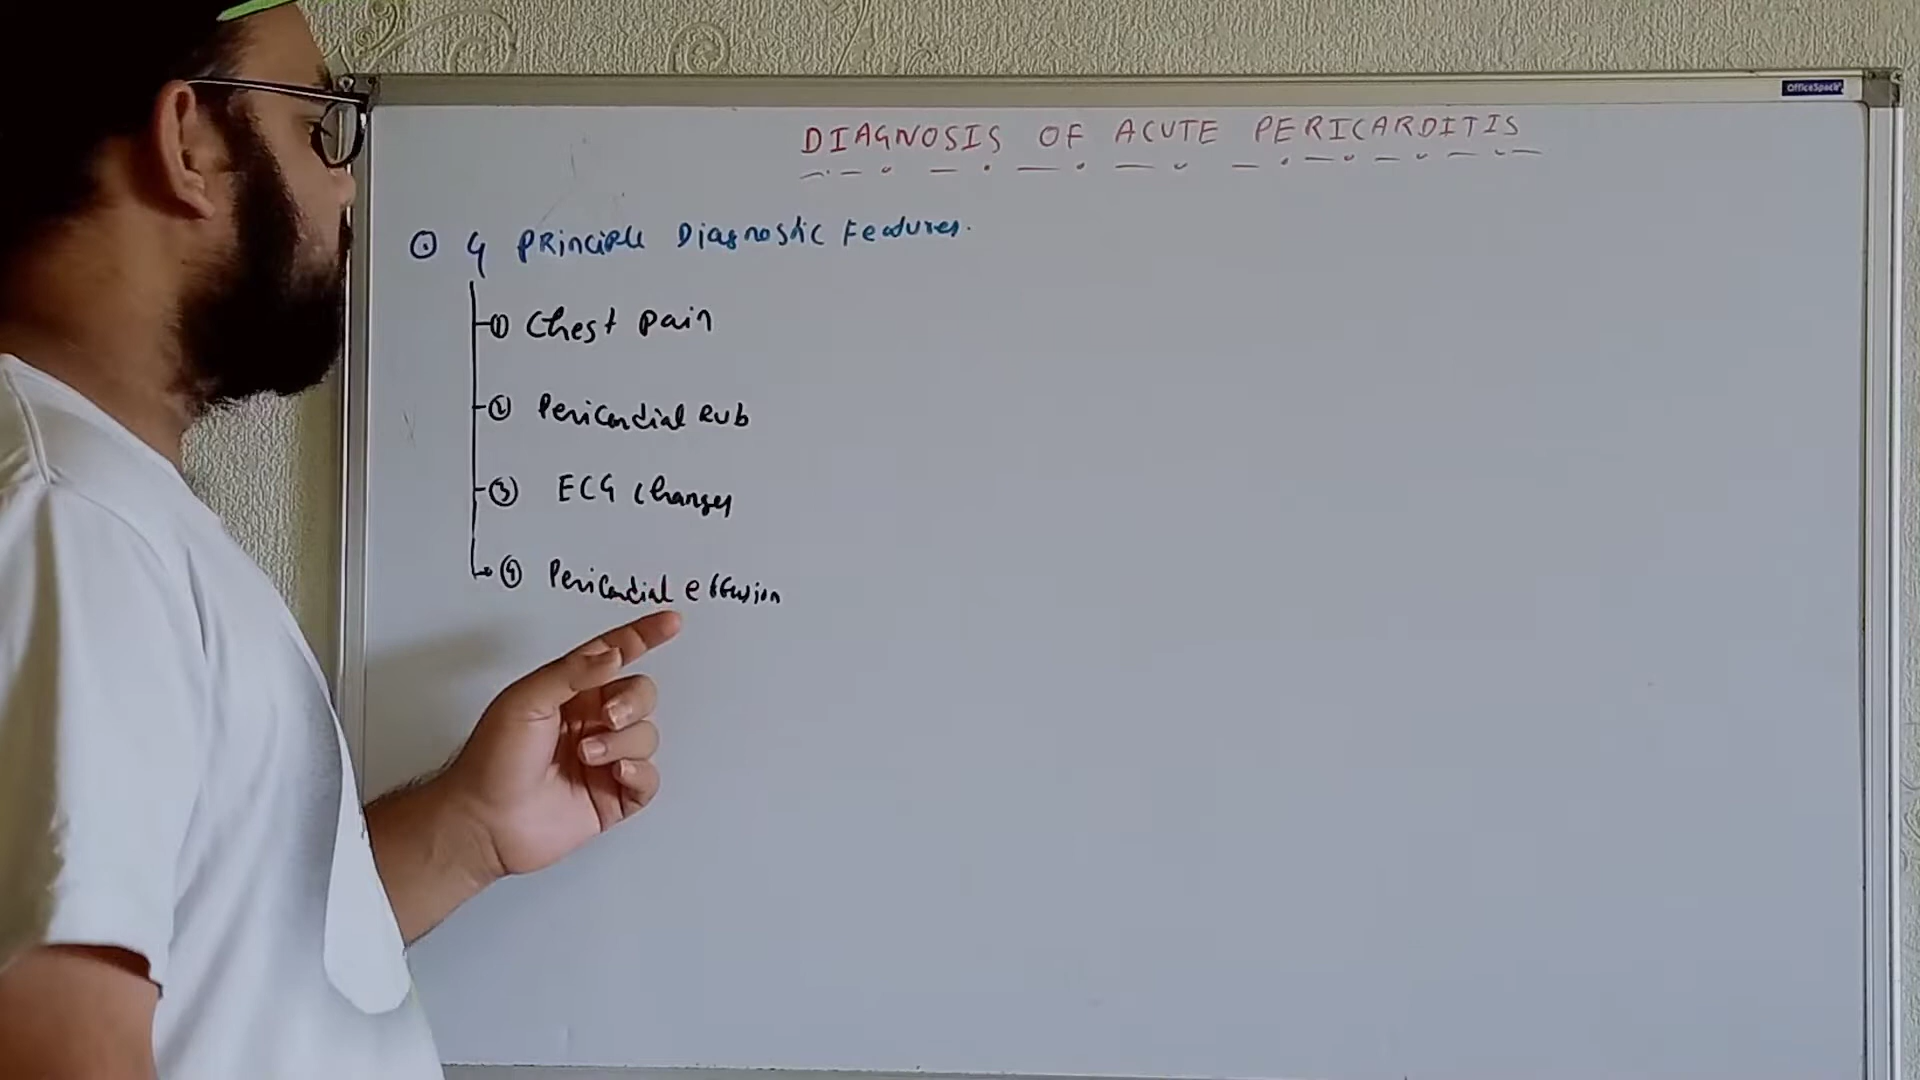 OfficeSpace
DIAGNOSIS OF ACUTE PERICARDITIS
4 PRinciple Diagnostic Features.
① Chest pain
② Pericardial Rub
③ ECG changes
④ Pericardial effusion